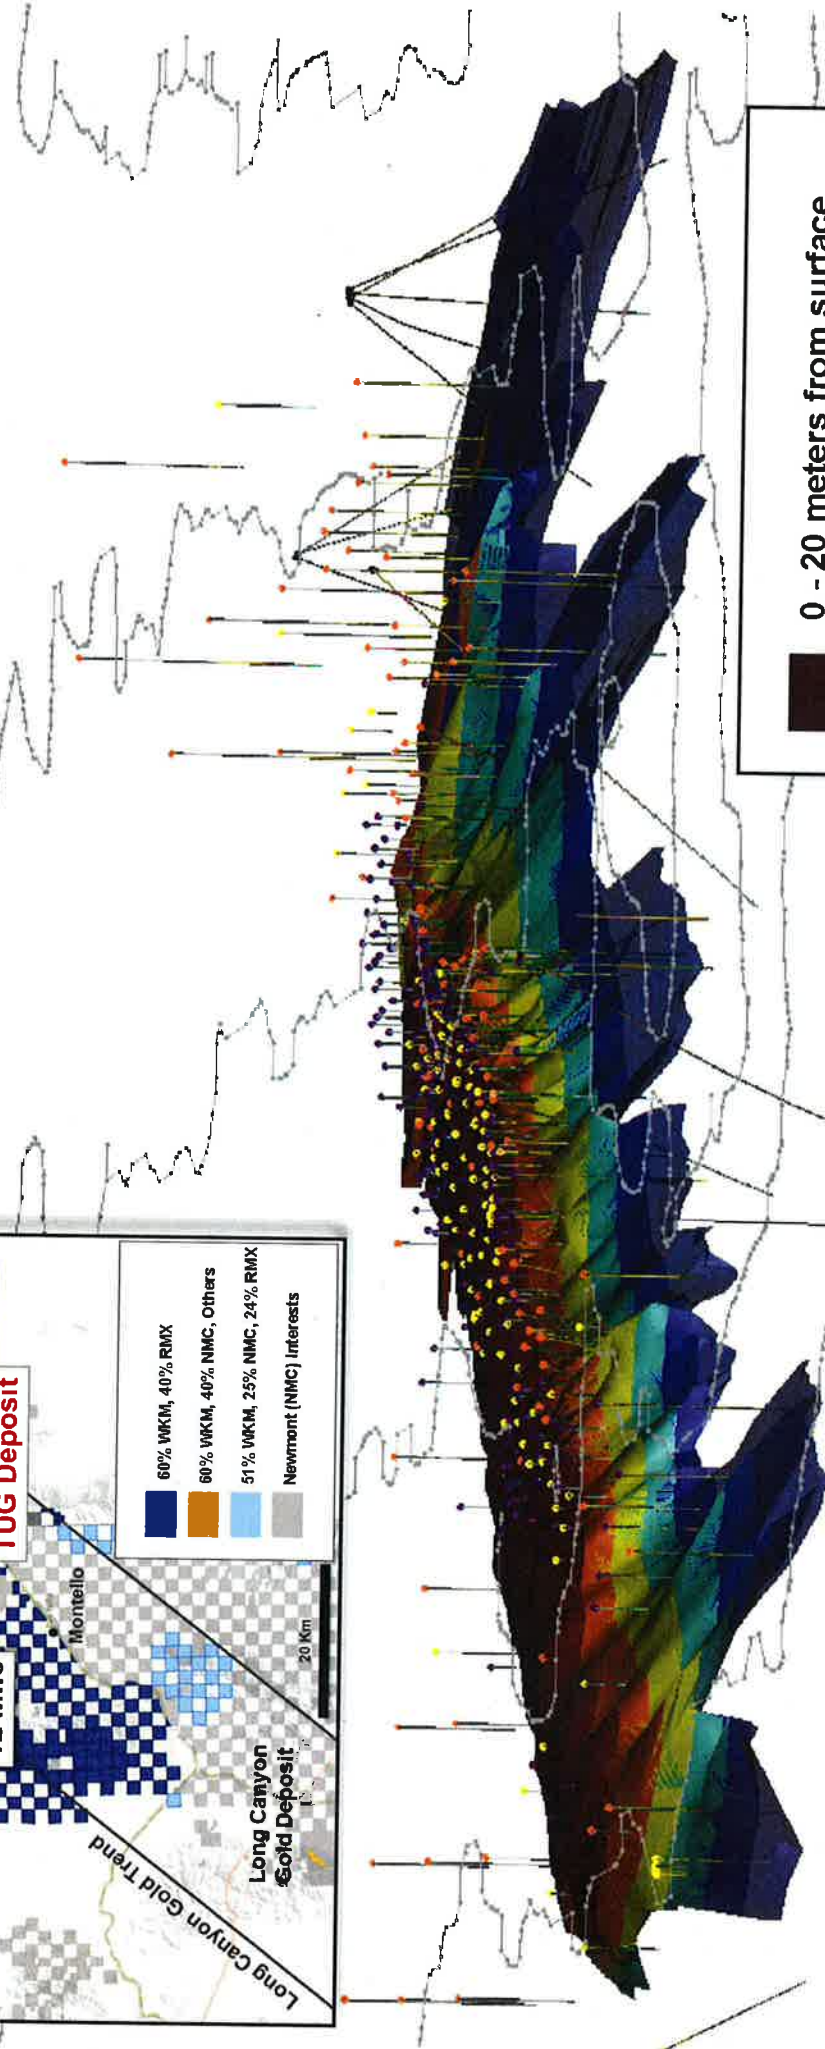 TUG Deposit
Montello
60% WKM, 40% RMX
60% WKM, 40% NMC, Others
51% WKM, 25% NMC, 24% RMX
Newmont (NMC) Interests
20 Km
Long Canyon
Gold Deposit
Long Canyon Gold Trend
0 - 20 meters from surface